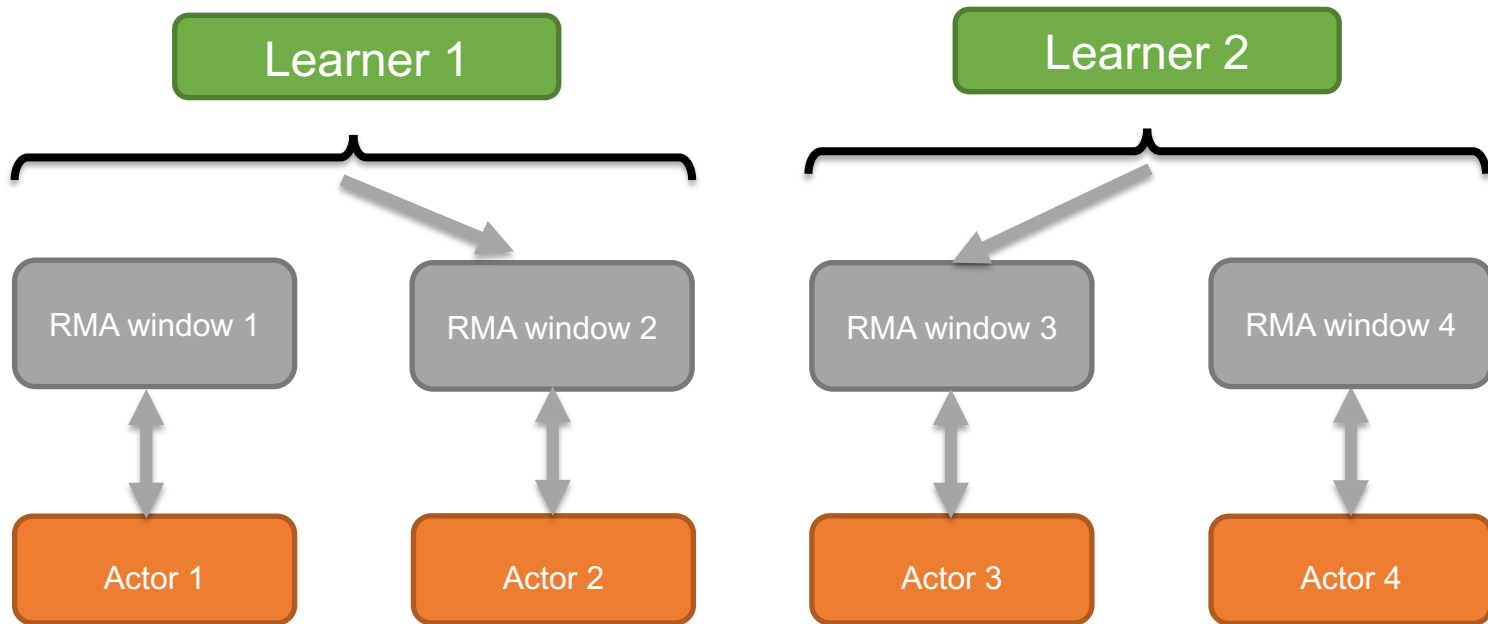 Learner 1
Learner 2
RMA window 1
RMA window 2
RMA window 3
RMA window 4
Actor 1
Actor 2
Actor 3
Actor 4